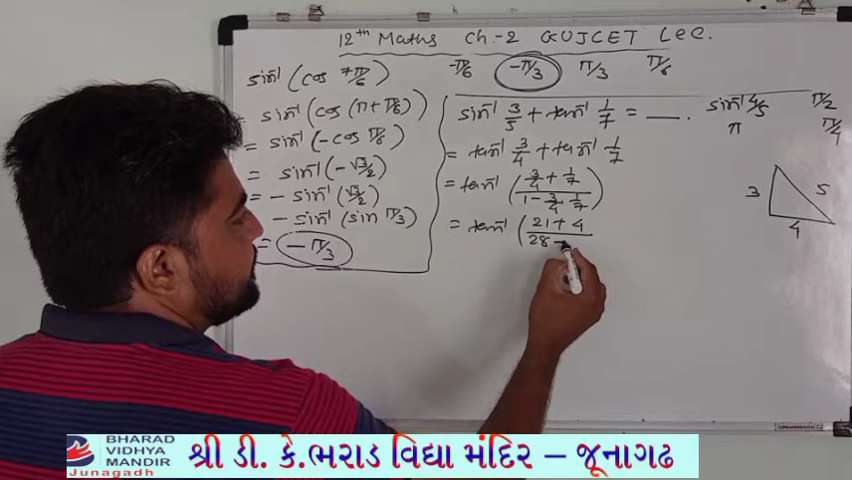 12th Maths Ch.-2 GUJCET Lec.
sin⁻¹(cos 7π/6)
-π/6 -π/3 π/3 π/6
= sin⁻¹(cos(π+π/6))
= sin⁻¹(-cos π/6)
= sin⁻¹(-√3/2)
= - sin⁻¹(√3/2)
- sin⁻¹(sin π/3)
= -π/3
sin⁻¹ 3/5 + tan⁻¹ 1/7 = ___.
sin⁻¹ 4/5 π/2
π π/4
= tan⁻¹ 3/4 + tan⁻¹ 1/7
= tan⁻¹((3/4 + 1/7)/(1 - 3/4 1/7))
= tan⁻¹((21+4)/(28-
3 5
4
BHARAD
VIDHYA
MANDIR
Junagadh
શ્રી ડી. કે.ભરાડ વિદ્યા મંદિર – જૂનાગઢ